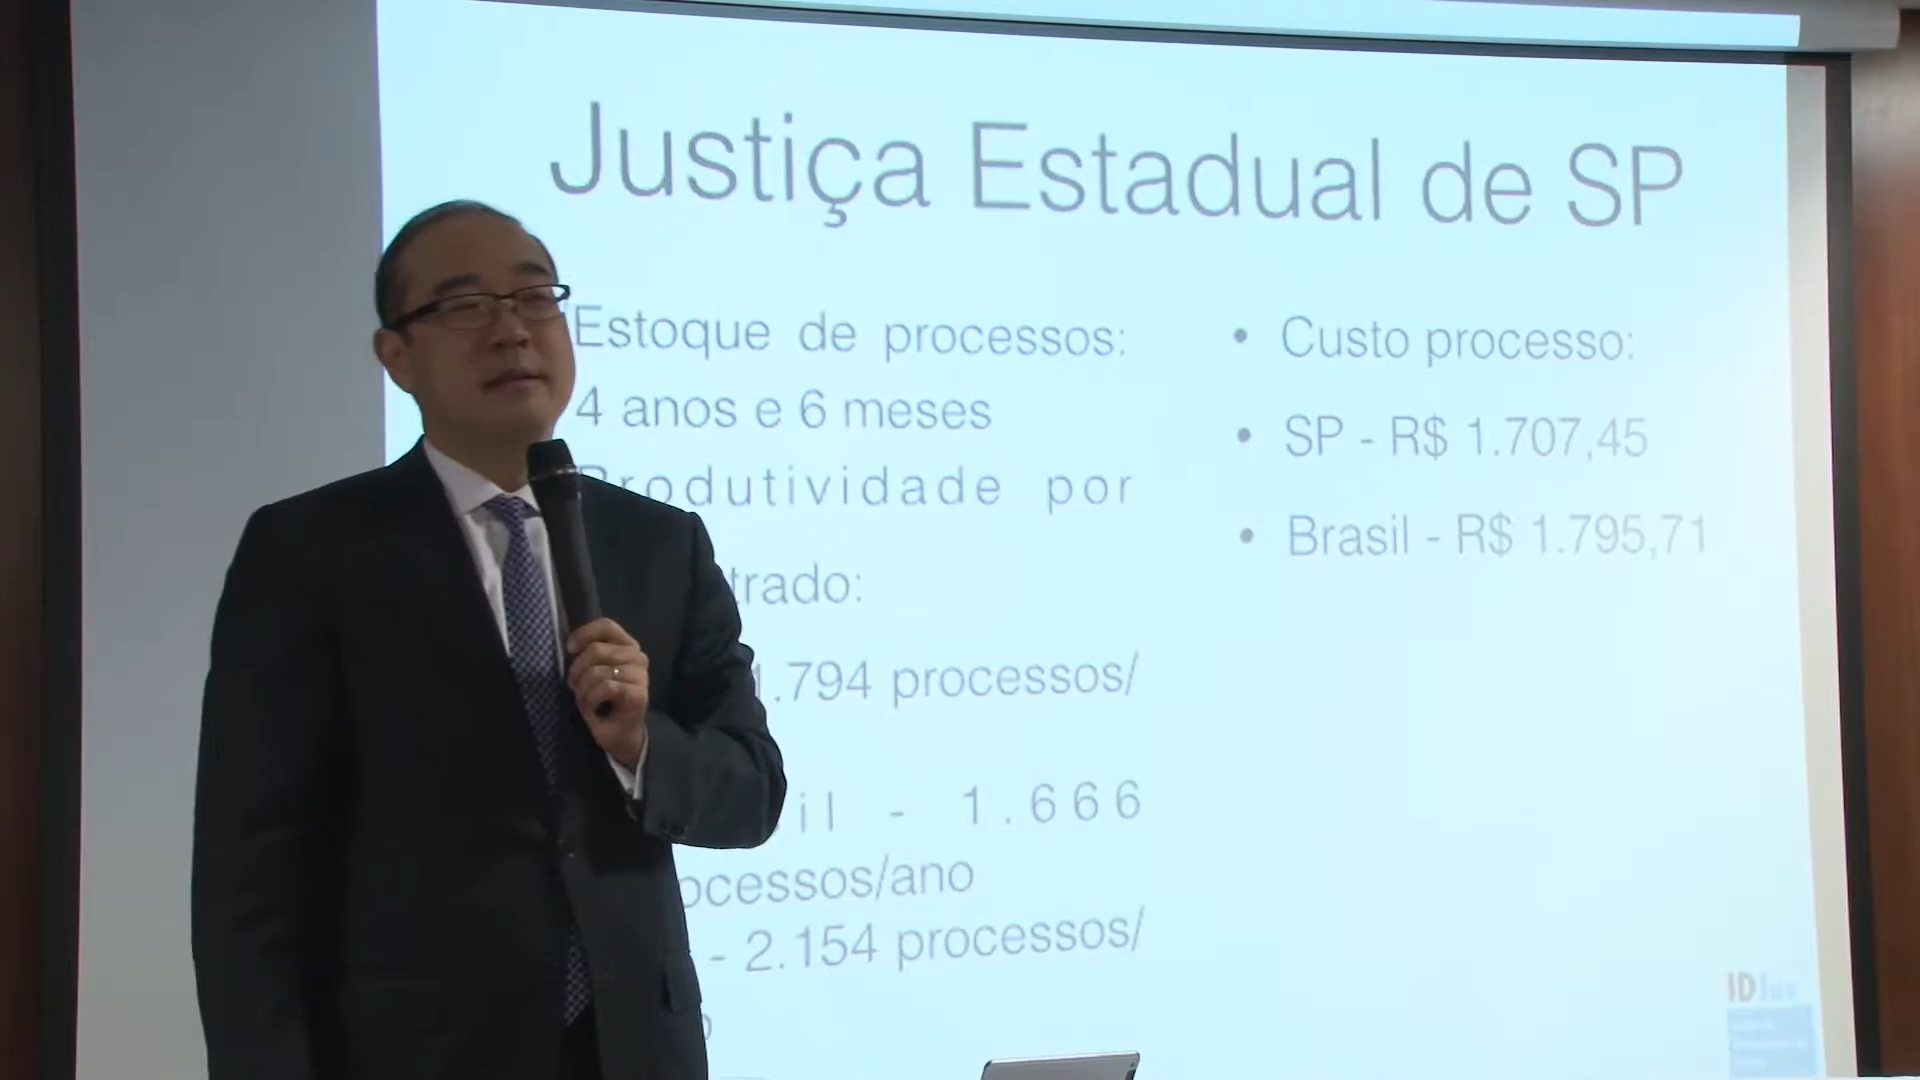 Justiça Estadual de SP
Estoque de processos:
4 anos e 6 meses
Produtividade por
trado:
1.794 processos/
il - 1.666
ocessos/ano
- 2.154 processos/
o
• Custo processo:
• SP - R$ 1.707,45
• Brasil - R$ 1.795,71
IDJus